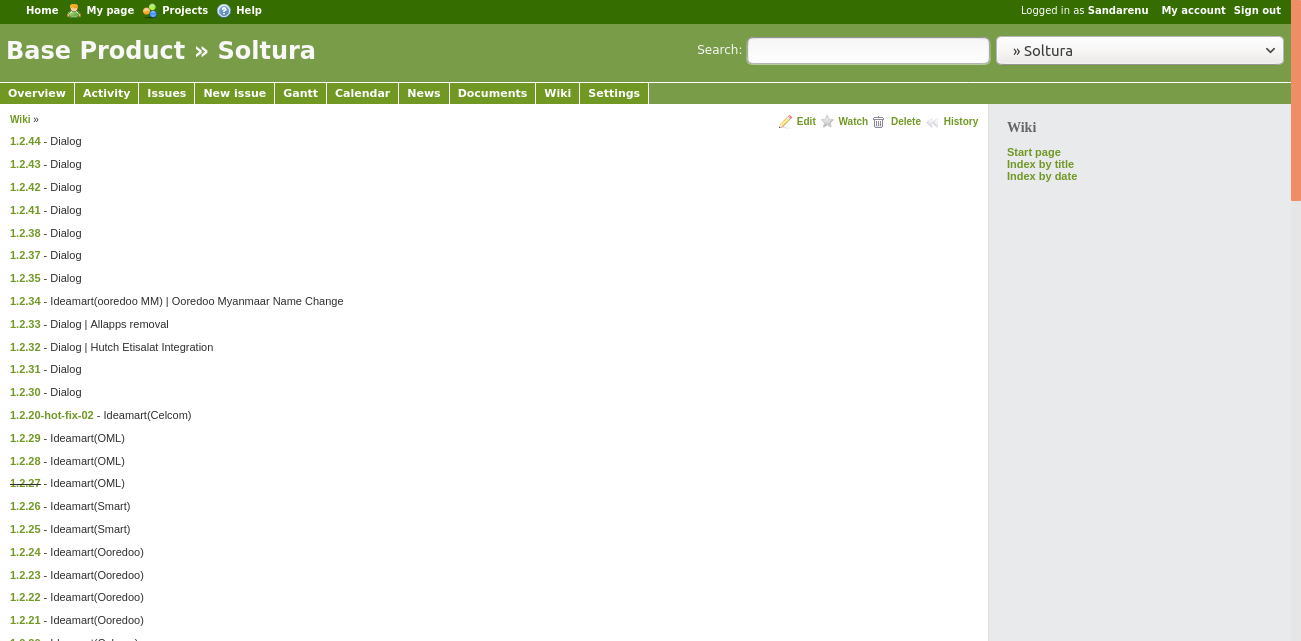 Home My page Projects Help Logged in as Sandarenu My account Sign out
Base Product » Soltura Search: » Soltura
Overview Activity Issues New issue Gantt Calendar News Documents Wiki Settings
Wiki » Edit Watch Delete History
1.2.44 - Dialog
1.2.43 - Dialog
1.2.42 - Dialog
1.2.41 - Dialog
1.2.38 - Dialog
1.2.37 - Dialog
1.2.35 - Dialog
1.2.34 - Ideamart(ooredoo MM) | Ooredoo Myanmaar Name Change
1.2.33 - Dialog | Allapps removal
1.2.32 - Dialog | Hutch Etisalat Integration
1.2.31 - Dialog
1.2.30 - Dialog
1.2.20-hot-fix-02 - Ideamart(Celcom)
1.2.29 - Ideamart(OML)
1.2.28 - Ideamart(OML)
1.2.27 - Ideamart(OML)
1.2.26 - Ideamart(Smart)
1.2.25 - Ideamart(Smart)
1.2.24 - Ideamart(Ooredoo)
1.2.23 - Ideamart(Ooredoo)
1.2.22 - Ideamart(Ooredoo)
1.2.21 - Ideamart(Ooredoo)
Wiki
Start page
Index by title
Index by date